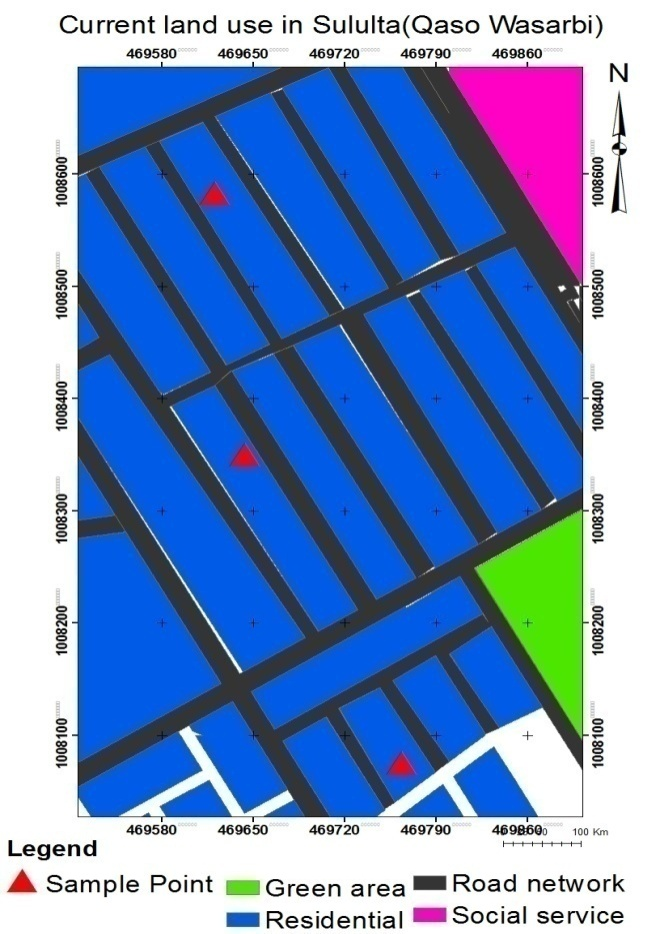 Current land use in Sululta(Qaso Wasarbi)
469580 469650 469720 469790 469860
N
1008600 1008600
1008500 1008500
1008400 1008400
1008300 1008300
1008200 1008200
1008100 1008100
469580 469650 469720 469790 469860
100 Km
Legend
Sample Point Green area Road network
Residential Social service